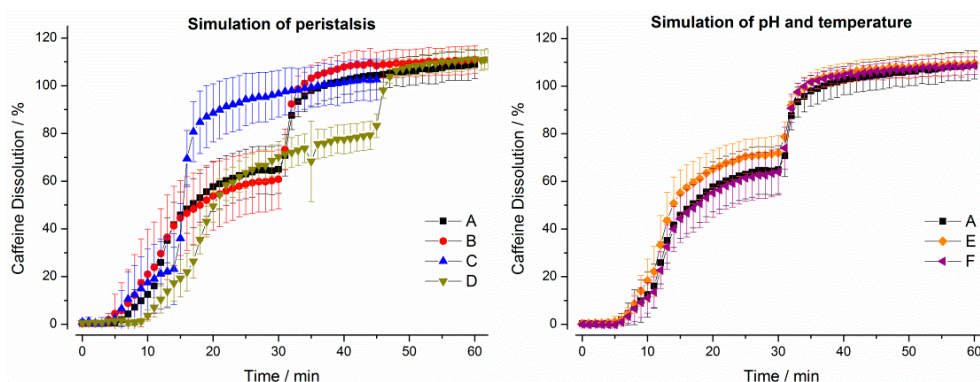 Simulation of peristalsis
120
100
80
60
40
20
0
Caffeine Dissolution / %
0 10 20 30 40 50 60
Time / min
A
B
C
D
Simulation of pH and temperature
120
100
80
60
40
20
0
Caffeine Dissolution / %
0 10 20 30 40 50 60
Time / min
A
E
F